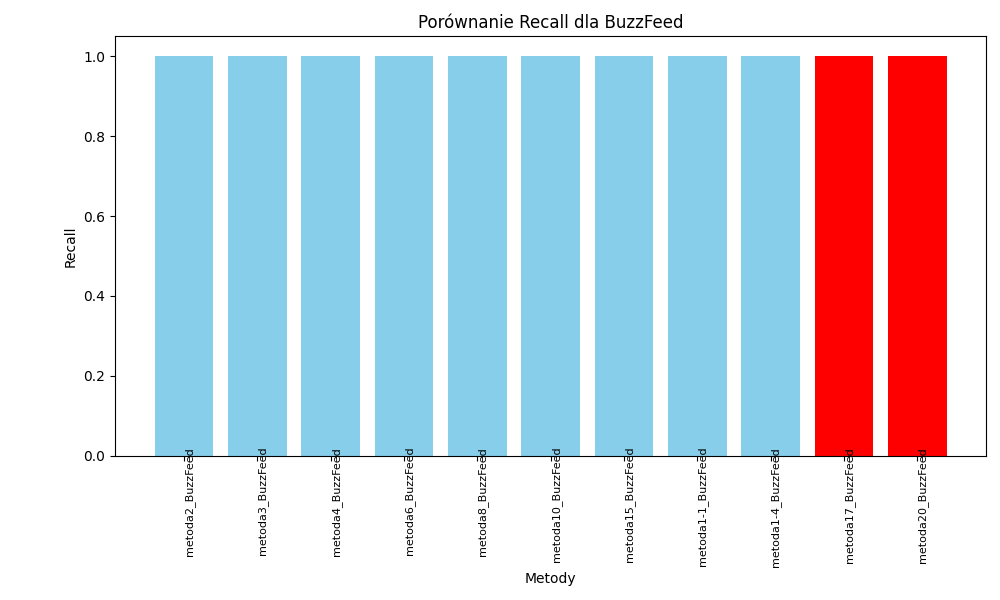 Porównanie Recall dla BuzzFeed
Recall
1.0
0.8
0.6
0.4
0.2
0.0
metoda2_BuzzFeed
metoda3_BuzzFeed
metoda4_BuzzFeed
metoda6_BuzzFeed
metoda8_BuzzFeed
metoda10_BuzzFeed
metoda15_BuzzFeed
metoda1-1_BuzzFeed
metoda1-4_BuzzFeed
metoda17_BuzzFeed
metoda20_BuzzFeed
Metody